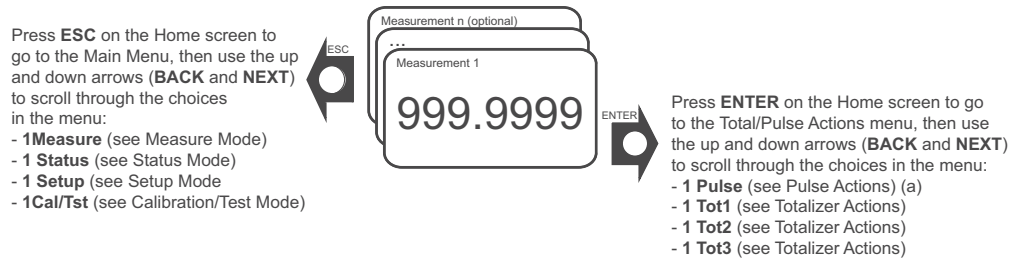 Press ESC on the Home screen to
go to the Main Menu, then use the up
and down arrows (BACK and NEXT)
to scroll through the choices
in the menu:
- 1Measure (see Measure Mode)
- 1 Status (see Status Mode)
- 1 Setup (see Setup Mode
- 1Cal/Tst (see Calibration/Test Mode)
ESC
Measurement n (optional)
...
Measurement 1
999.9999
ENTER
Press ENTER on the Home screen to go
to the Total/Pulse Actions menu, then use
the up and down arrows (BACK and NEXT)
to scroll through the choices in the menu:
- 1 Pulse (see Pulse Actions) (a)
- 1 Tot1 (see Totalizer Actions)
- 1 Tot2 (see Totalizer Actions)
- 1 Tot3 (see Totalizer Actions)